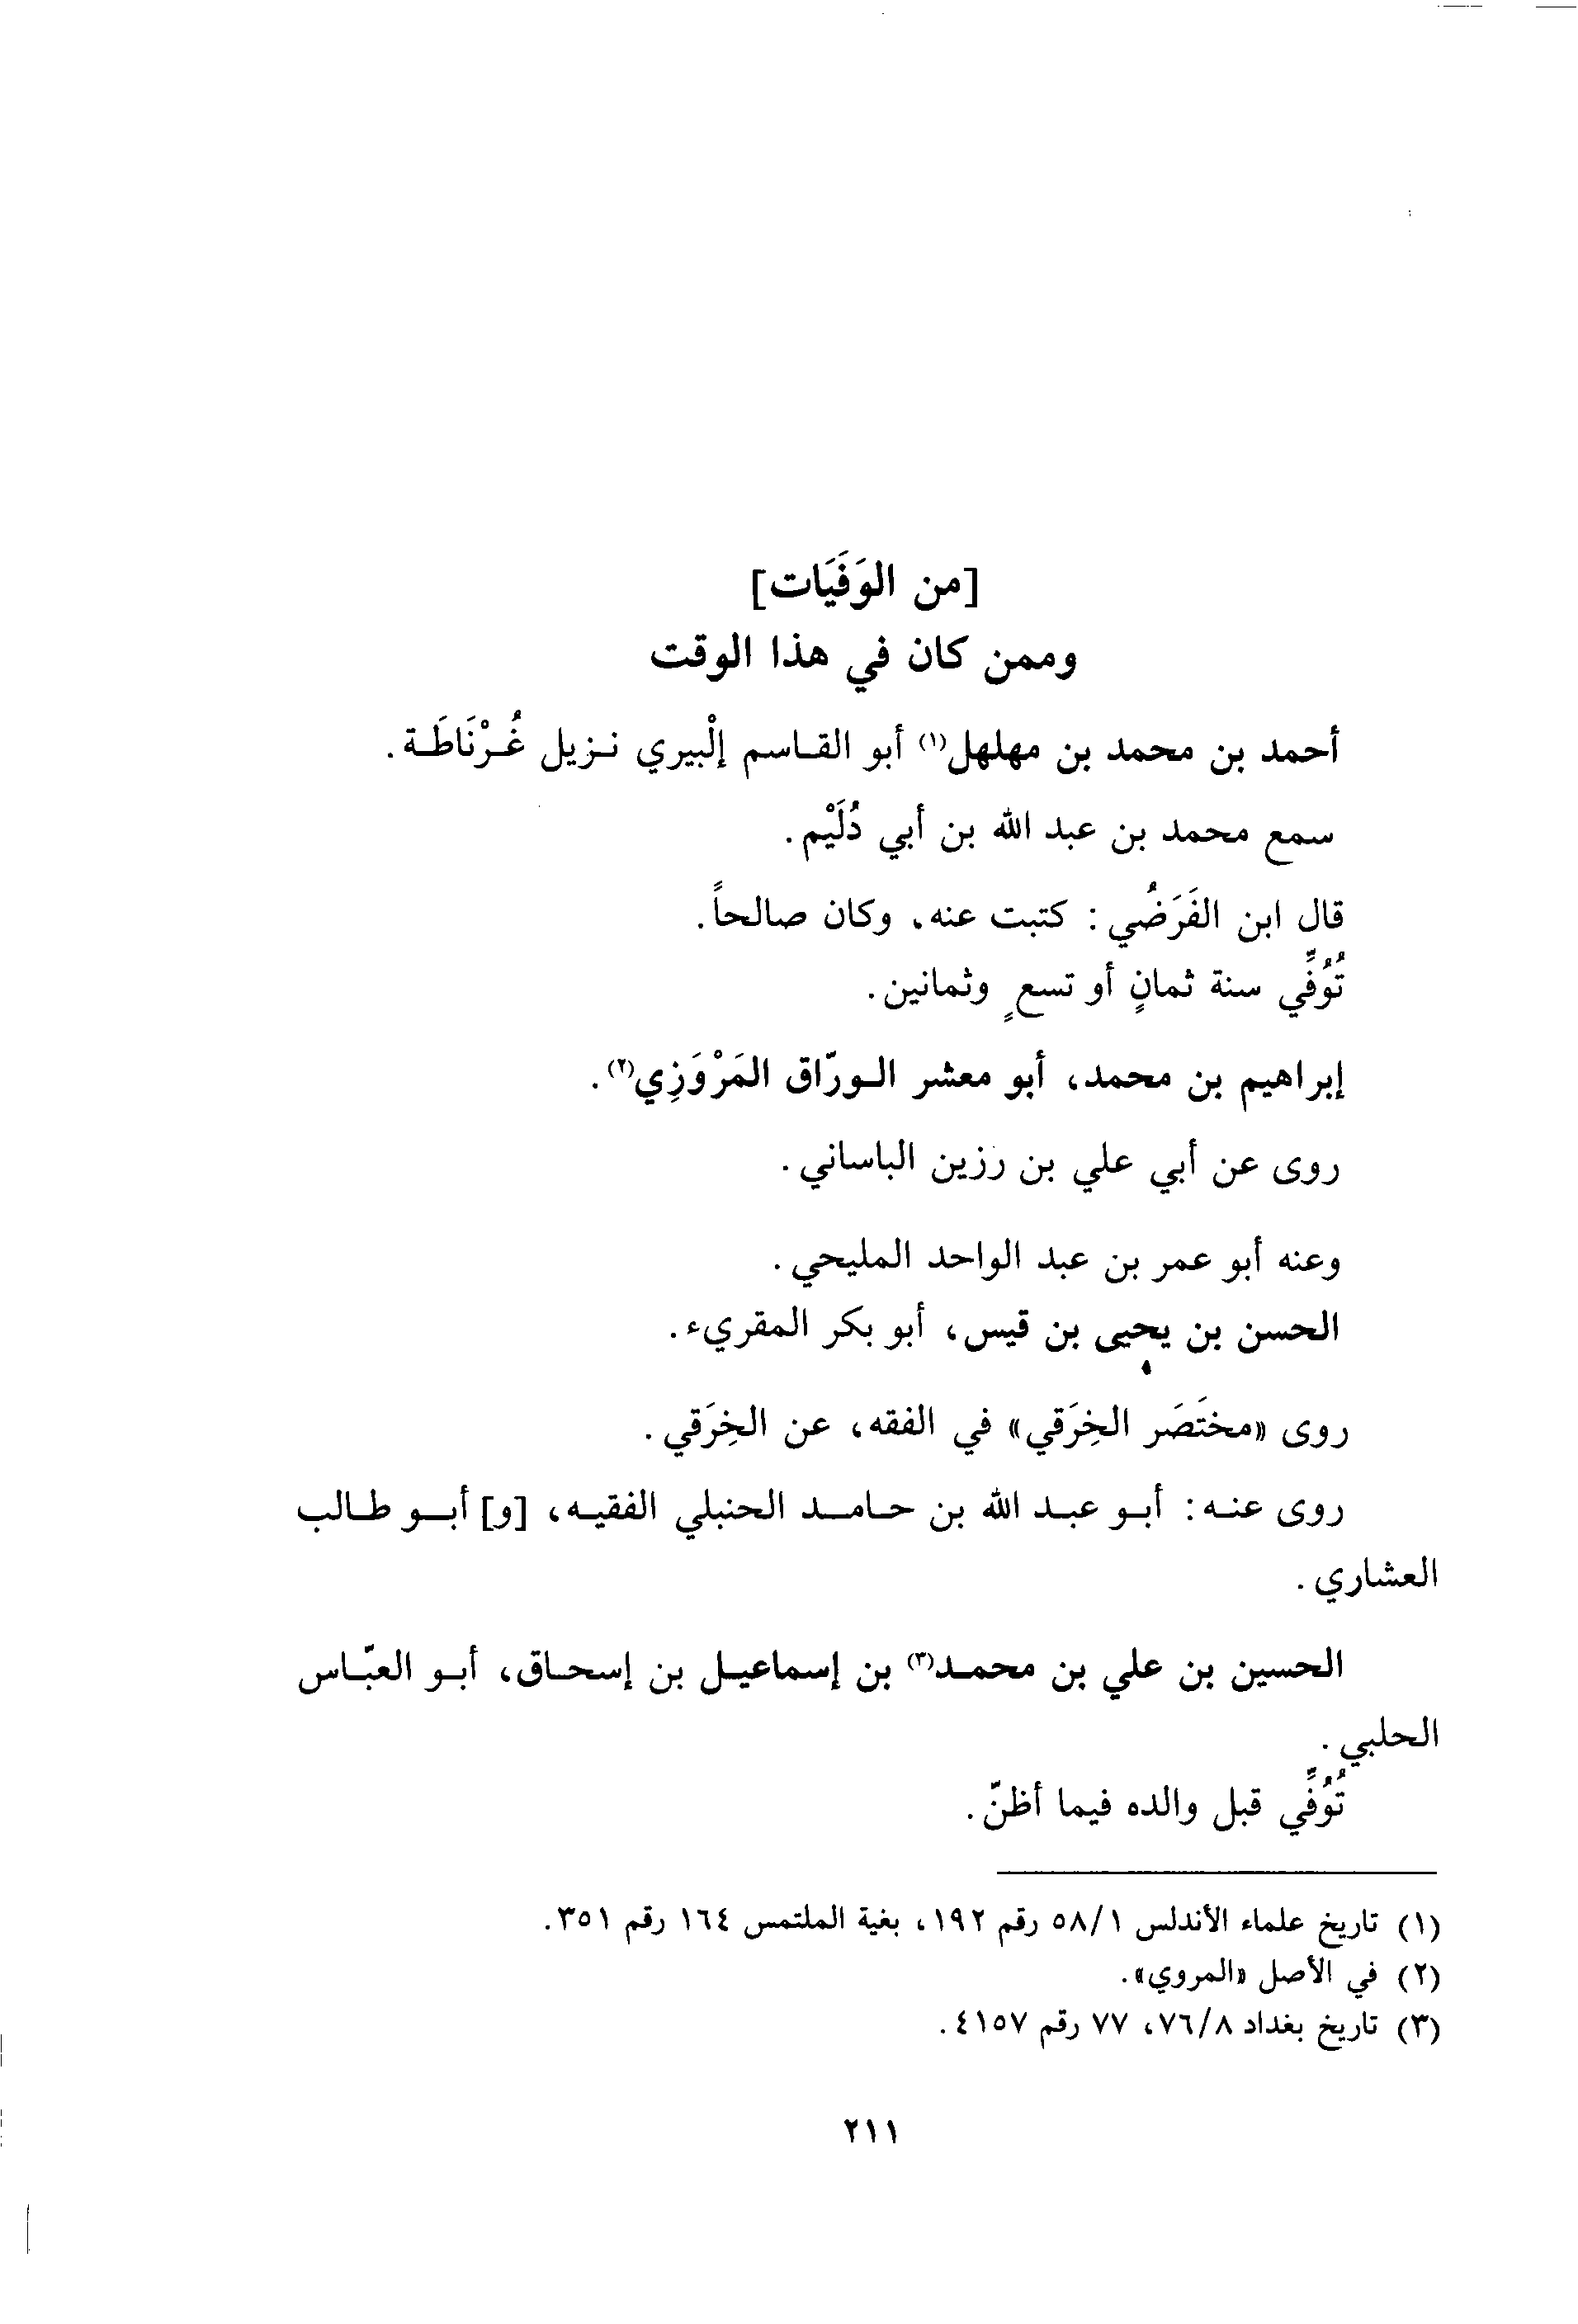 [من الوَفَيَات]
وممن كان في هذا الوقت
أحمد بن محمد بن مهلهل(١) أبو القاسم إلْبيري نزيل غُرْنَاطَة.
سمع محمد بن عبد الله بن أبي دُلَيْم.
قال ابن الفَرَضُي: كتبت عنه، وكان صالحاً.
تُوُفِّي سنة ثمانٍ أو تسعٍ وثمانين.
إبراهيم بن محمد، أبو معشر الورّاق المَرْوَزِي(٢).
روى عن أبي علي بن رزين الباساني.
وعنه أبو عمر بن عبد الواحد المليحي.
الحسن بن يحيى بن قيس، أبو بكر المقريء.
روى «مختَصَر الخِرَقي» في الفقه، عن الخِرَقي.
روى عنه: أبو عبد الله بن حامد الحنبلي الفقيه، [و] أبو طالب
العشاري.
الحسين بن علي بن محمد(٣) بن إسماعيل بن إسحاق، أبو العبّاس
الحلبي.
تُوُفِّي قبل والده فيما أظنّ.
(١) تاريخ علماء الأندلس ٥٨/١ رقم ١٩٢، بغية الملتمس ١٦٤ رقم ٣٥١.
(٢) في الأصل «المروي».
(٣) تاريخ بغداد ٧٦/٨، ٧٧ رقم ٤١٥٧.
٢١١